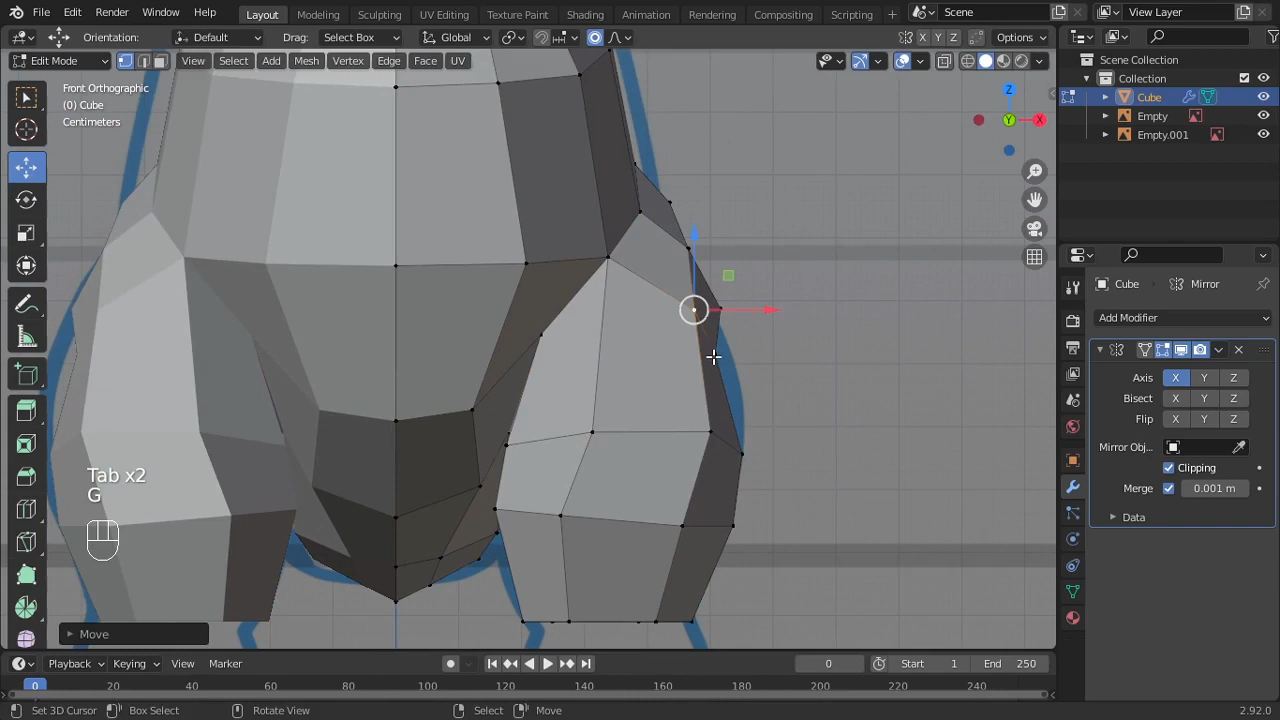 File Edit Render Window Help Layout Modeling Sculpting UV Editing Texture Paint Shading Animation Rendering Compositing Scripting Scene View Layer
Orientation: Default Drag: Select Box Global X Y Z Options
Edit Mode View Select Add Mesh Vertex Edge Face UV
Scene Collection
Collection
Cube
Empty
Empty.001
Front Orthographic
(0) Cube
Centimeters
Z
Y
X
Cube Mirror
Add Modifier
Axis X Y Z
Bisect X Y Z
Flip X Y Z
Mirror Obj...
Clipping
Merge 0.001 m
Data
Tab x2
G
Move
Playback Keying View Marker 0 Start 1 End 250
0 20 40 60 80 100 120 140 160 180 200 220 240
Set 3D Cursor Box Select Rotate View Select Move 2.92.0